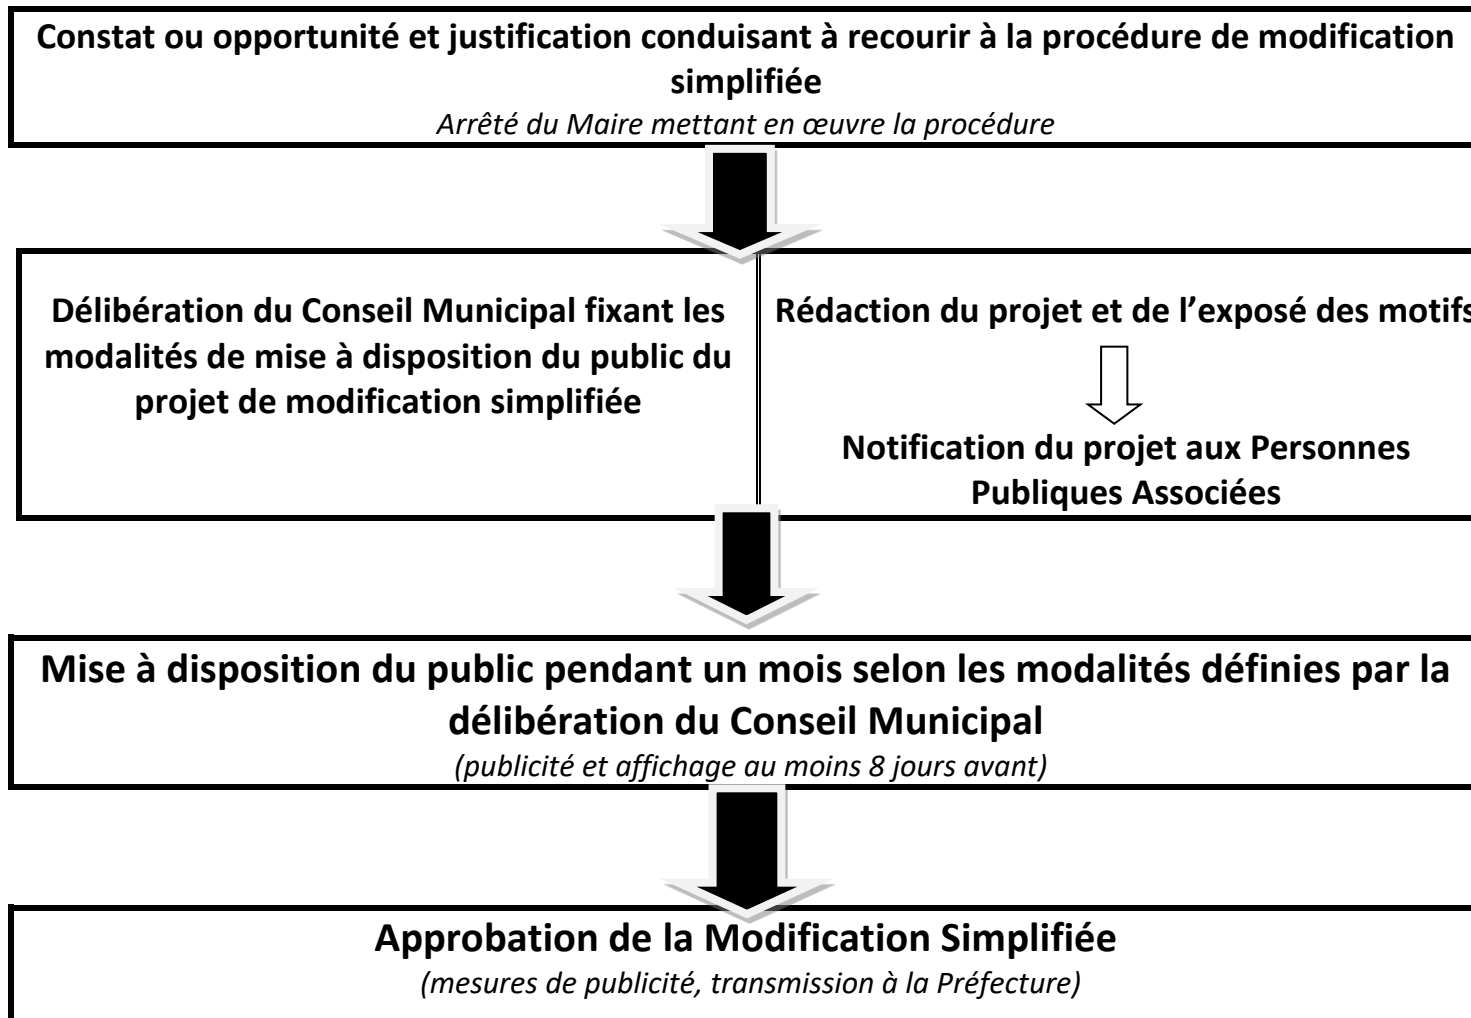 Constat ou opportunité et justification conduisant à recourir à la procédure de modification
simplifiée
Arrêté du Maire mettant en œuvre la procédure
Délibération du Conseil Municipal fixant les
modalités de mise à disposition du public du
projet de modification simplifiée
Rédaction du projet et de l’exposé des motifs
Notification du projet aux Personnes
Publiques Associées
Mise à disposition du public pendant un mois selon les modalités définies par la
délibération du Conseil Municipal
(publicité et affichage au moins 8 jours avant)
Approbation de la Modification Simplifiée
(mesures de publicité, transmission à la Préfecture)